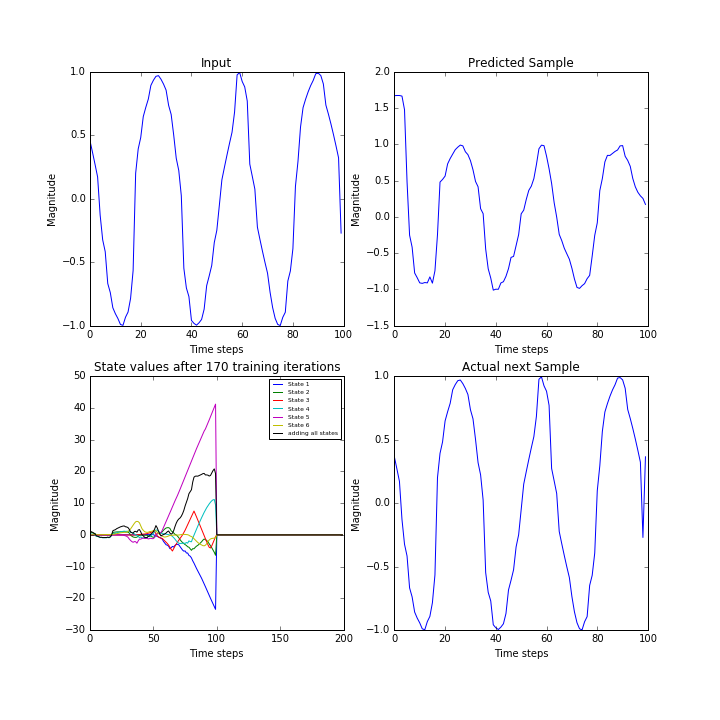 Input
Magnitude
1.0
0.5
0.0
−0.5
−1.0
0 20 40 60 80 100
Time steps
Predicted Sample
Magnitude
2.0
1.5
1.0
0.5
0.0
−0.5
−1.0
−1.5
0 20 40 60 80 100
Time steps
State values after 170 training iterations
Magnitude
50
40
30
20
10
0
−10
−20
−30
State 1
State 2
State 3
State 4
State 5
State 6
adding all states
0 50 100 150 200
Time steps
Actual next Sample
Magnitude
1.0
0.5
0.0
−0.5
−1.0
0 20 40 60 80 100
Time steps